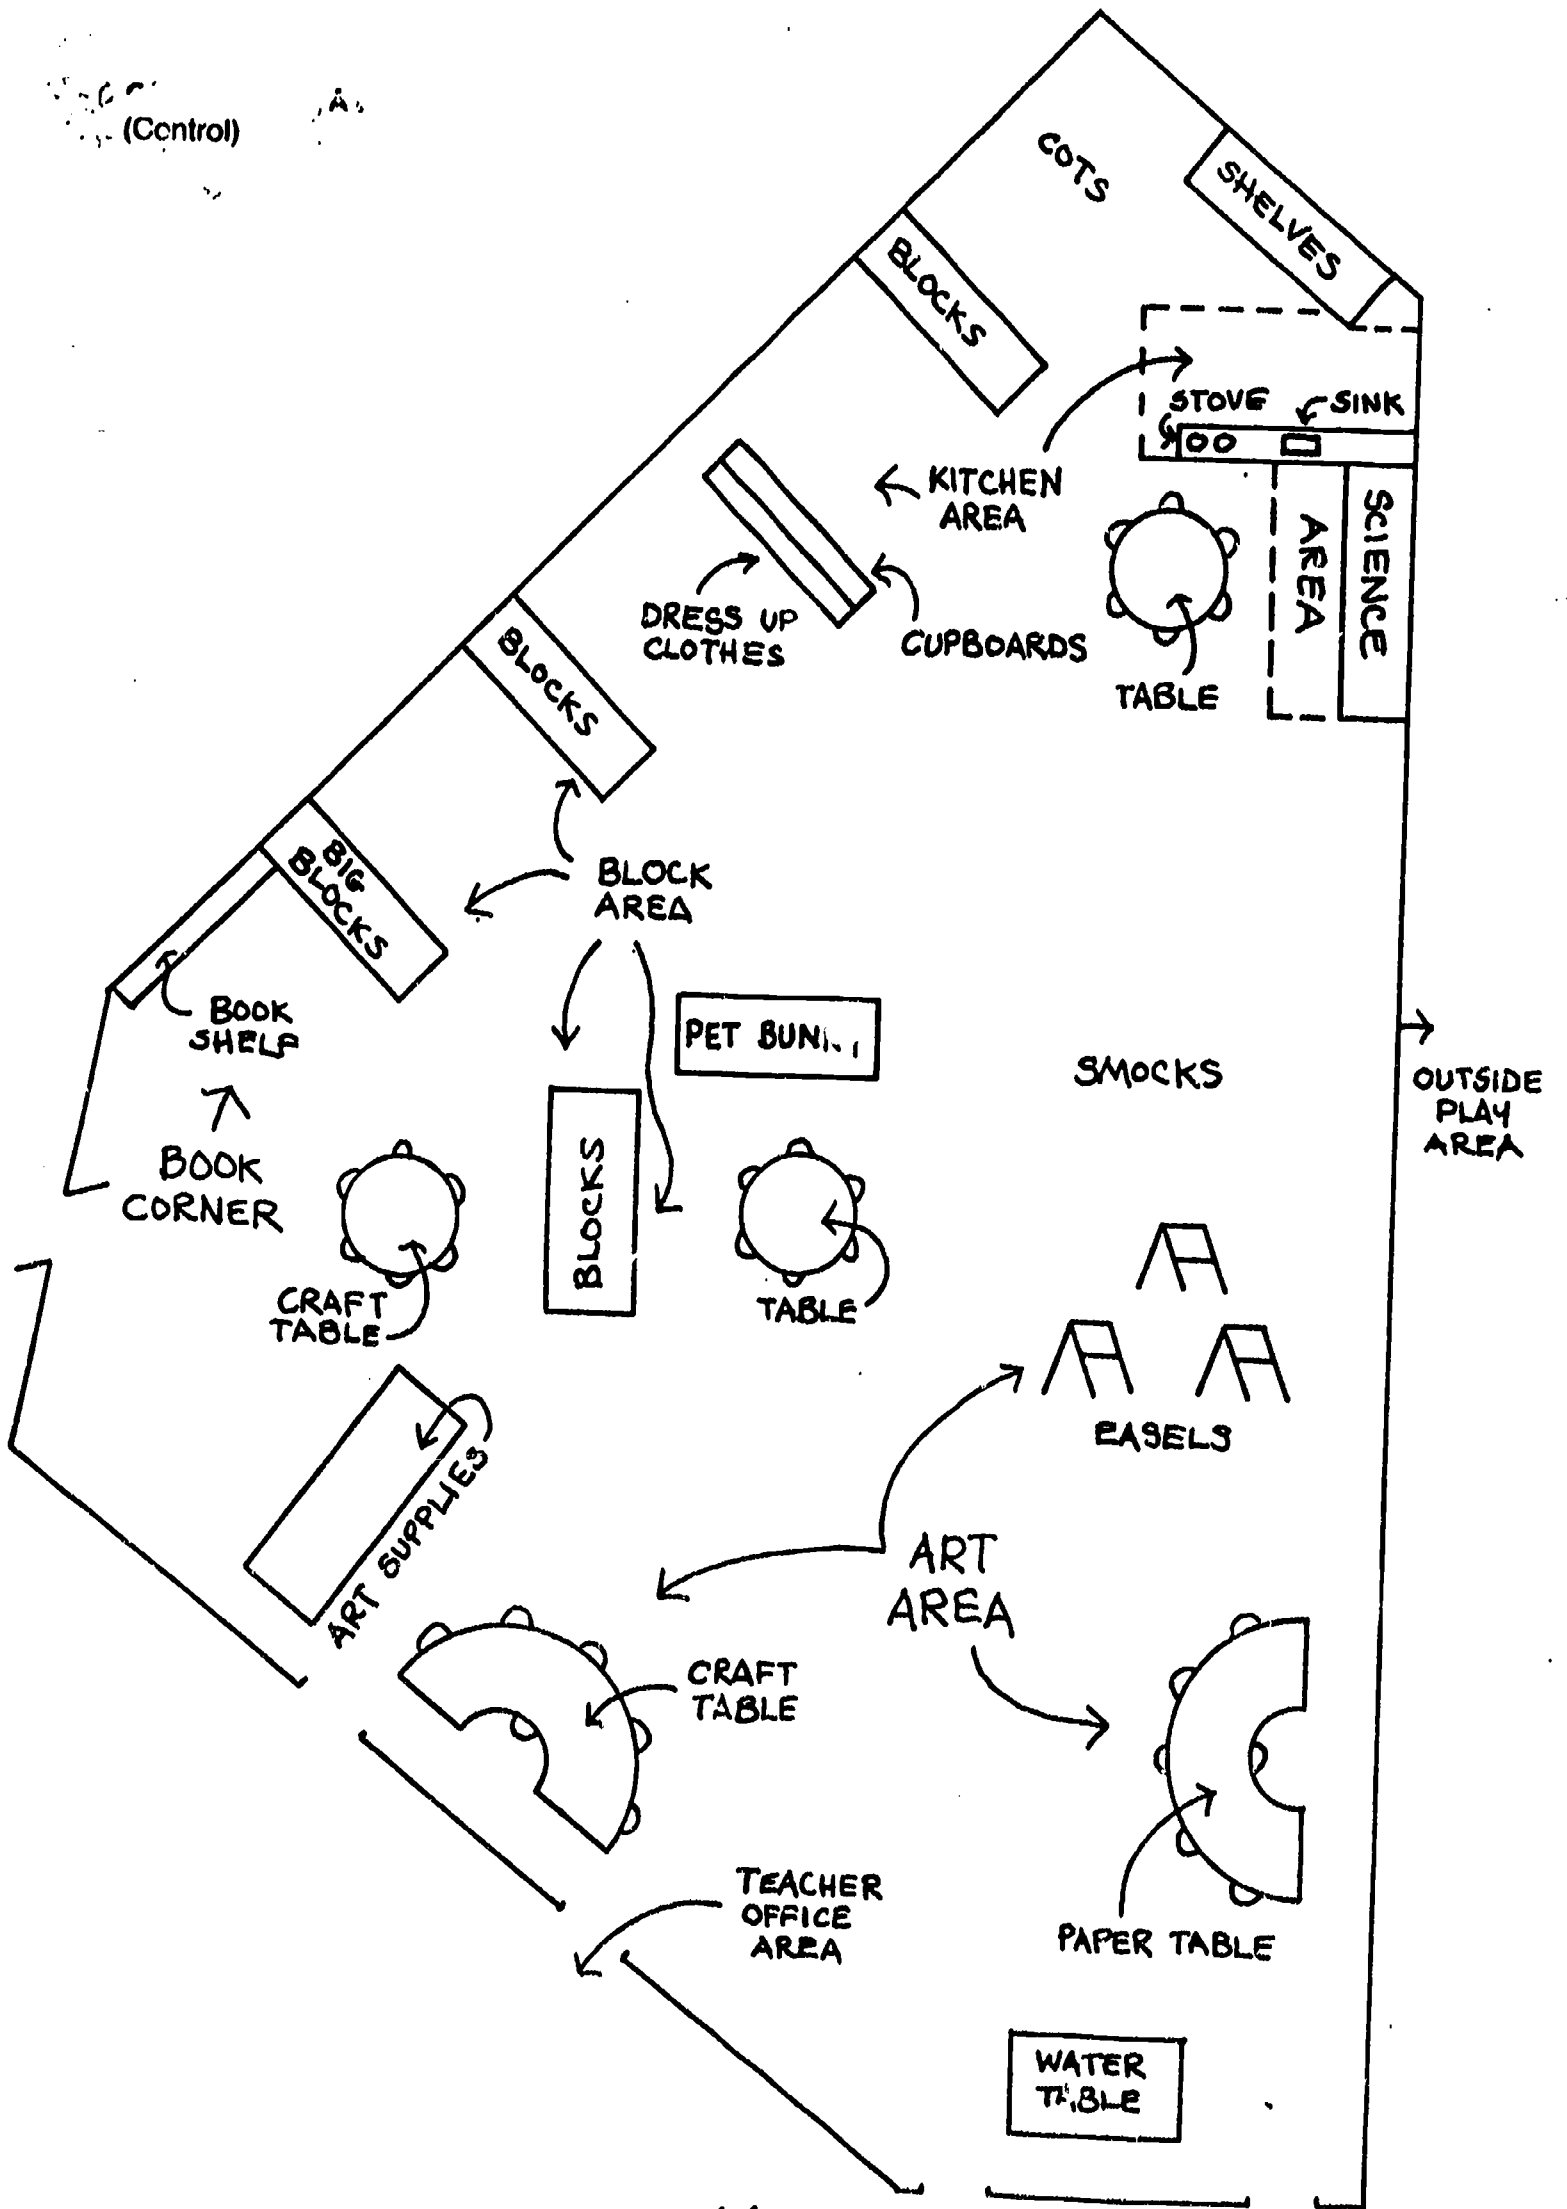 (Control)
COTS
SHELVES
BLOCKS
STOVE
SINK
KITCHEN
AREA
SCIENCE
AREA
DRESS UP
CLOTHES
CUPBOARDS
TABLE
BLOCKS
BIG
BLOCKS
BLOCK
AREA
BOOK
SHELF
PET
SMOCKS
OUTSIDE
PLAY
AREA
BOOK
CORNER
BLOCKS
CRAFT
TABLE
TABLE
EASELS
ART SUPPLIES
ART
AREA
CRAFT
TABLE
TEACHER
OFFICE
AREA
PAPER TABLE
WATER
TABLE